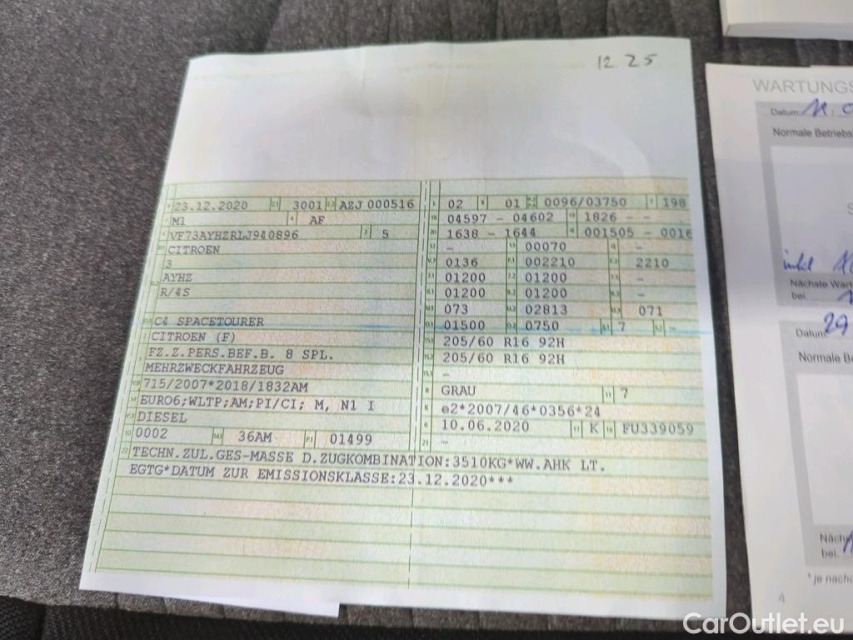 12 25
23.12.2020 3001 AEJ 000516
M1 AF
VF73AYHZRLJ940896 5
CITROEN
3
AYHZ
R/4S
C4 SPACETOURER
CITROEN (F)
FZ.Z.PERS.BEF.B. 8 SPL.
MEHRZWECKFAHRZEUG
715/2007*2018/1832AM
EURO6;WLTP;AM;PI/CI; M, N1 I
DIESEL
0002 36AM 01499
02 01 0096/03750 198
04597 - 04602 1826 - -
1638 - 1644 001505 - 0016
- 00070 -
0136 002210 2210
01200 01200 -
01200 01200 -
073 02813 071
01500 0750 7 -
205/60 R16 92H
205/60 R16 92H
-
GRAU 7
e2*2007/46*0356*24
10.06.2020 K FU339059
-
TECHN.ZUL.GES-MASSE D.ZUGKOMBINATION:3510KG*WW.AHK LT.
EGTG*DATUM ZUR EMISSIONSKLASSE:23.12.2020***
WARTUNGS
Datum
Normale Betriebs
Nächste Wart
bei
Datum 29
Normale B
Näch
bei
* je nach
4
CarOutlet.eu